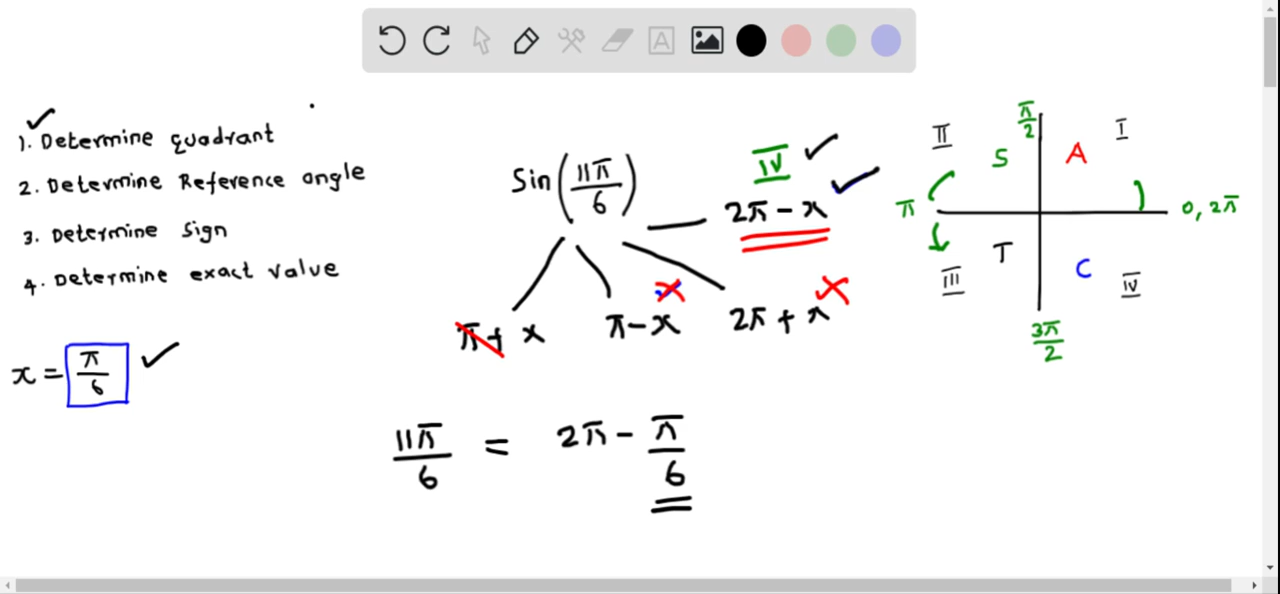 1. Determine quadrant
2. Determine Reference angle
3. Determine sign
4. Determine exact value
x = π/6
Sin(11π/6)
IV
2π - x
π + x
π - x
2π + x
11π/6 = 2π - π/6
π/2
II
I
S
A
π
0, 2π
T
C
III
IV
3π/2
A